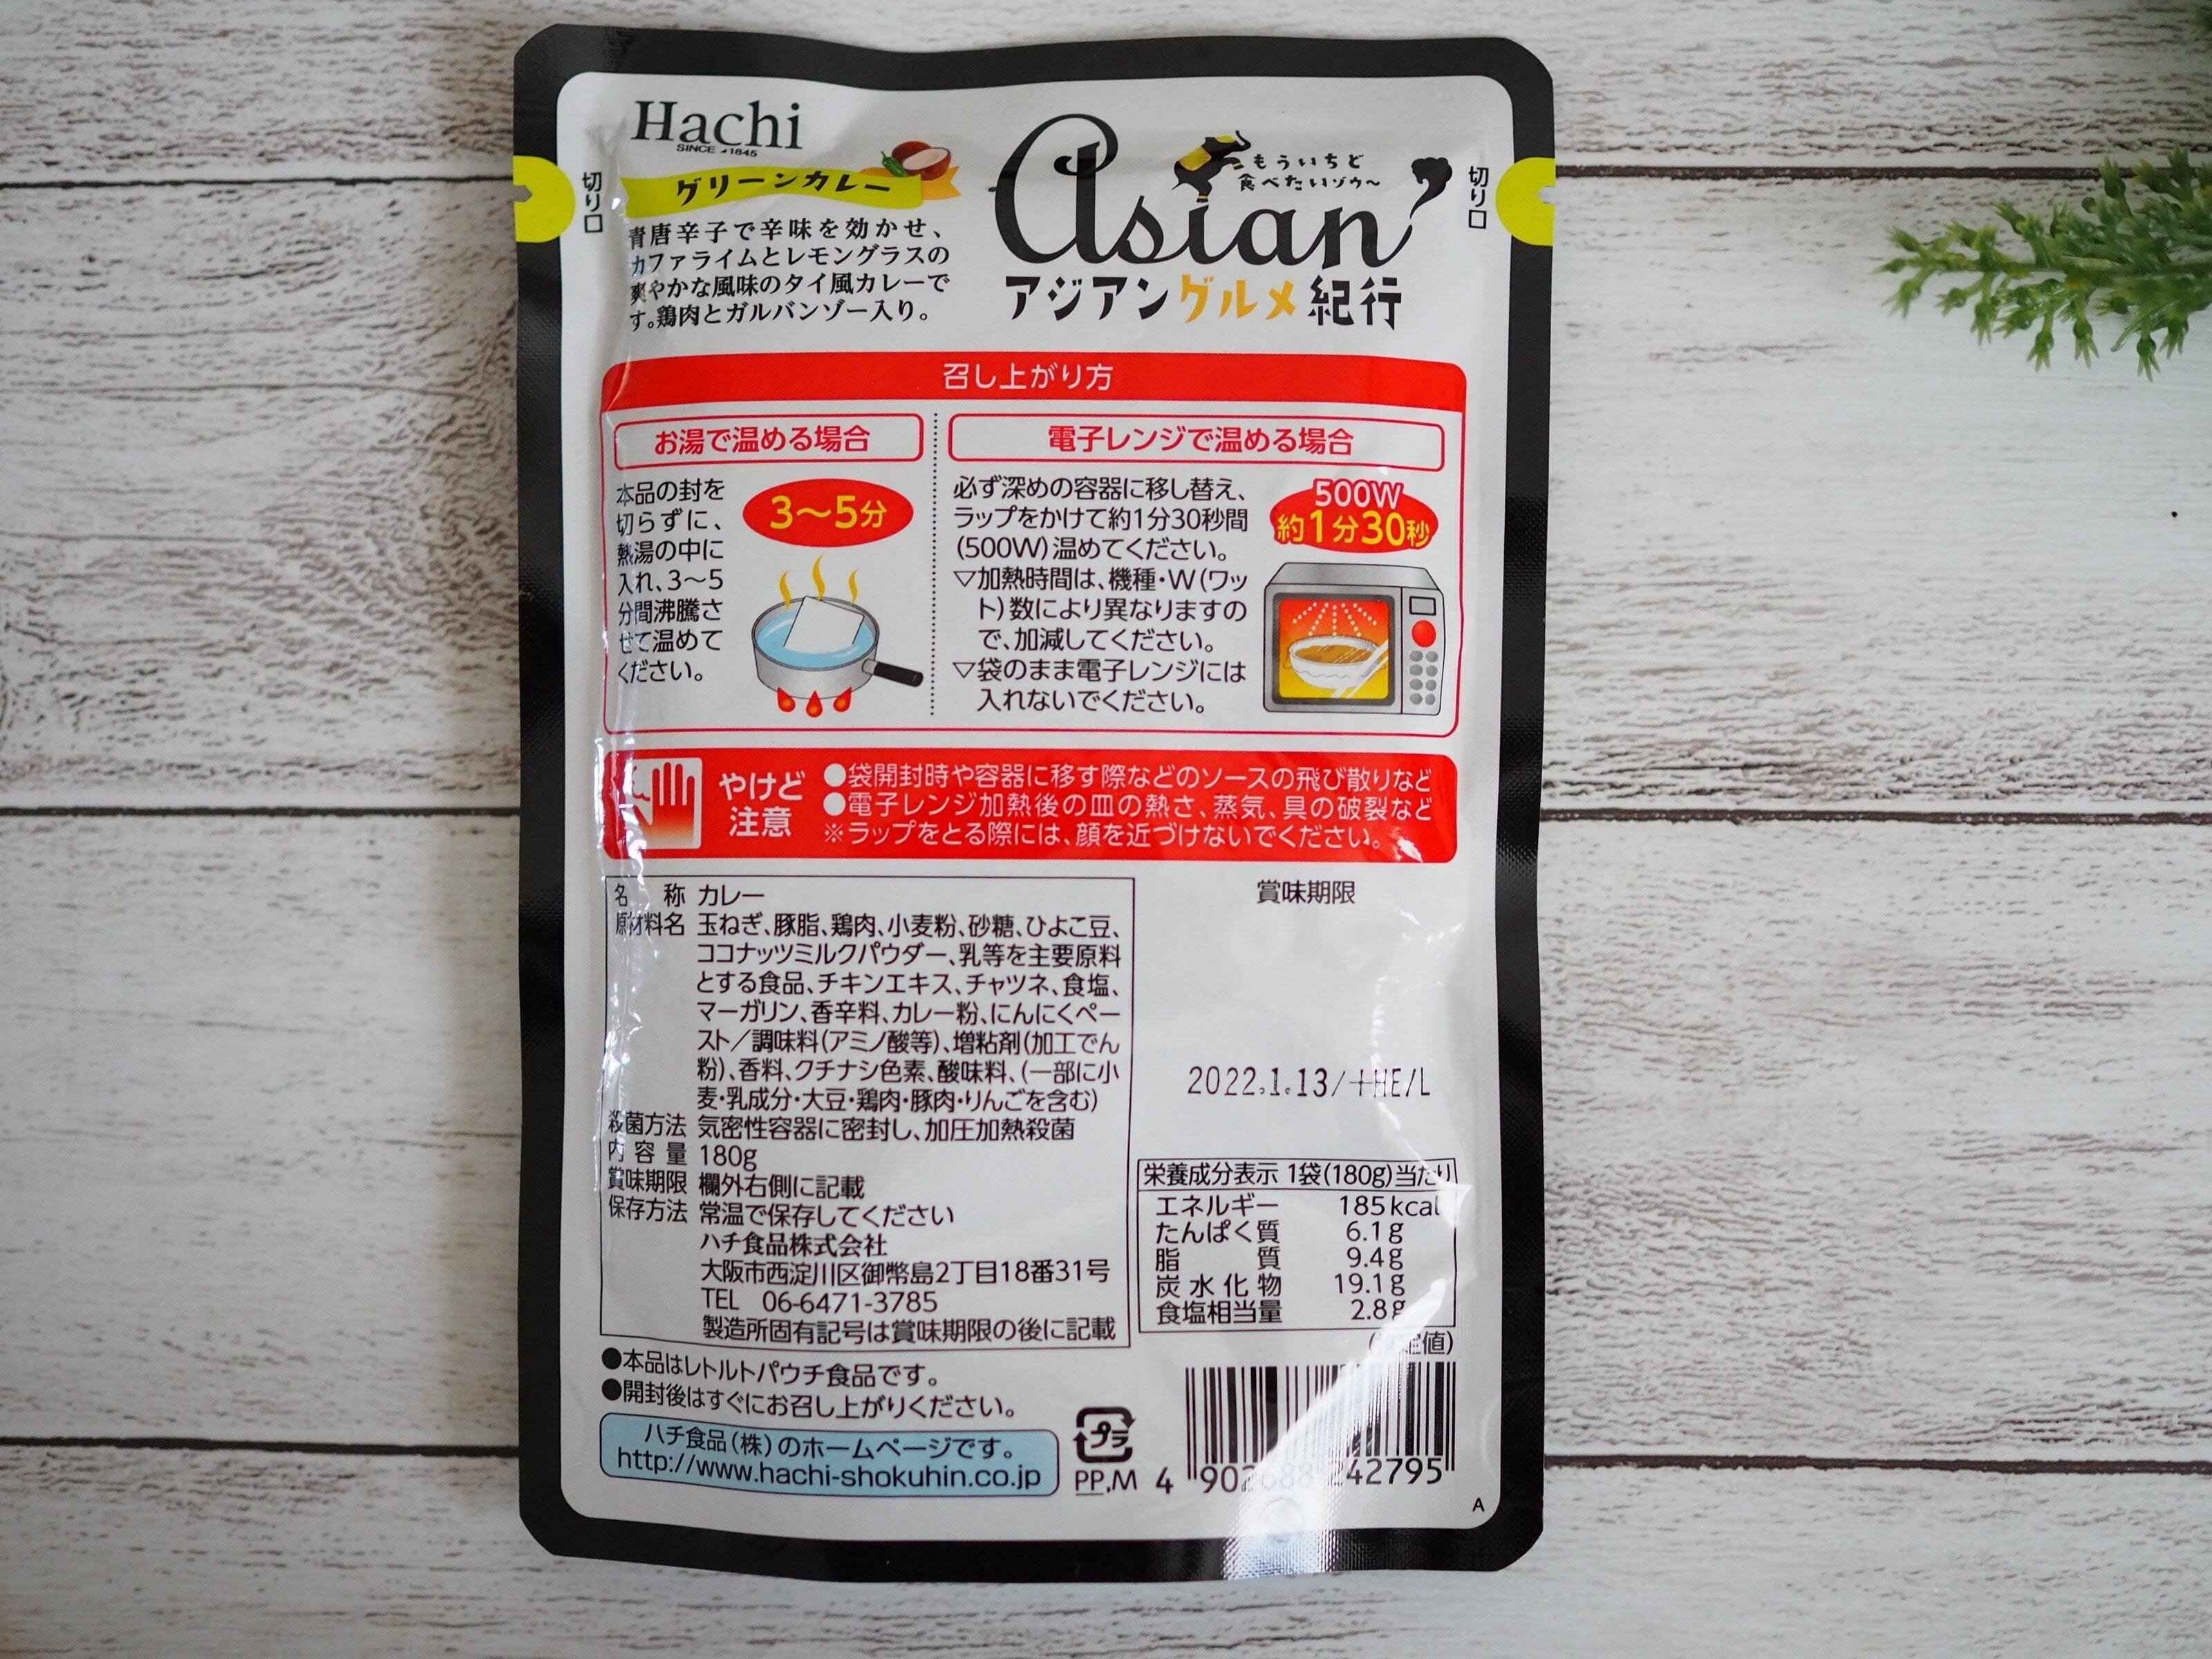 Hachi
SINCE 1845
グリーンカレー
青唐辛子で辛味を効かせ、
カファライムとレモングラスの
爽やかな風味のタイ風カレーで
す。鶏肉とガルバンゾー入り。
もういちど
食べたいゾウ〜
Asian
アジアングルメ紀行
切り口
切り口
召し上がり方
お湯で温める場合
本品の封を
切らずに、
熱湯の中に
入れ、3〜5
分間沸騰さ
せて温めて
ください。
3〜5分
電子レンジで温める場合
必ず深めの容器に移し替え、
ラップをかけて約1分30秒間
(500W)温めてください。
▽加熱時間は、機種・W(ワッ
ト)数により異なりますの
で、加減してください。
▽袋のまま電子レンジには
入れないでください。
500W
約1分30秒
やけど
注意
●袋開封時や容器に移す際などのソースの飛び散りなど
●電子レンジ加熱後の皿の熱さ、蒸気、具の破裂など
※ラップをとる際には、顔を近づけないでください。
名 称 カレー
原材料名 玉ねぎ、豚脂、鶏肉、小麦粉、砂糖、ひよこ豆、
ココナッツミルクパウダー、乳等を主要原料
とする食品、チキンエキス、チャツネ、食塩、
マーガリン、香辛料、カレー粉、にんにくペー
スト／調味料(アミノ酸等)、増粘剤(加工でん
粉)、香料、クチナシ色素、酸味料、(一部に小
麦・乳成分・大豆・鶏肉・豚肉・りんごを含む)
殺菌方法 気密性容器に密封し、加圧加熱殺菌
内容量 180g
賞味期限 欄外右側に記載
保存方法 常温で保存してください
ハチ食品株式会社
大阪市西淀川区御幣島2丁目18番31号
TEL 06-6471-3785
製造所固有記号は賞味期限の後に記載
賞味期限
2022.1.13/+HE/L
栄養成分表示 1袋(180g)当たり
エネルギー 185kcal
たんぱく質 6.1g
脂質 9.4g
炭水化物 19.1g
食塩相当量 2.8g
●本品はレトルトパウチ食品です。
●開封後はすぐにお召し上がりください。
ハチ食品(株)のホームページです。
http://www.hachi-shokuhin.co.jp
プラ
PP,M
4 902688 242795
A